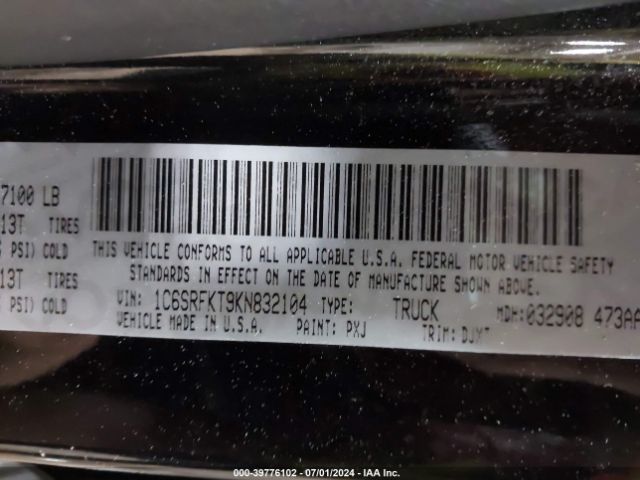 7100 LB
13T TIRES
PSI) COLD
13T TIRES
PSI) COLD
THIS VEHICLE CONFORMS TO ALL APPLICABLE U.S.A. FEDERAL MOTOR VEHICLE SAFETY
STANDARDS IN EFFECT ON THE DATE OF MANUFACTURE SHOWN ABOVE.
VIN: 1C6SRFKT9KN832104 TYPE: TRUCK MDH:032908 473AA
VEHICLE MADE IN U.S.A. PAINT: PXJ TRIM: DJXT
000-39776102 - 07/01/2024 - IAA Inc.